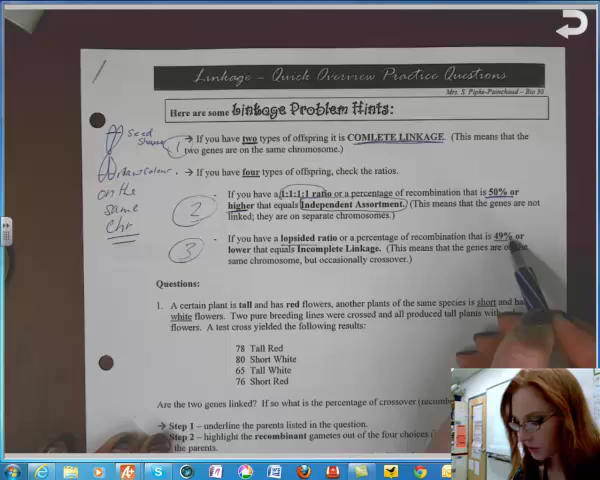 Linkage – Quick Overview Practice Questions
Mrs. S. Pipke-Painchaud – Bio 30
Here are some Linkage Problem Hints:
Seed
Shape
1
→ If you have two types of offspring it is COMLETE LINKAGE. (This means that the
two genes are on the same chromosome.)
Colour
→ If you have four types of offspring, check the ratios.
on the
same
chr
2
- If you have a 1:1:1:1 ratio or a percentage of recombination that is 50% or
higher that equals Independent Assortment. (This means that the genes are not
linked; they are on separate chromosomes.)
3
- If you have a lopsided ratio or a percentage of recombination that is 49% or
lower that equals Incomplete Linkage. (This means that the genes are on the
same chromosome, but occasionally crossover.)
Questions:
1. A certain plant is tall and has red flowers, another plants of the same species is short and has
white flowers. Two pure breeding lines were crossed and all produced tall plants with
flowers. A test cross yielded the following results:
78 Tall Red
80 Short White
65 Tall White
76 Short Red
Are the two genes linked? If so what is the percentage of crossover
→ Step 1 – underline the parents listed in the question.
→ Step 2 – highlight the recombinant gametes out of the four choices
the parents.